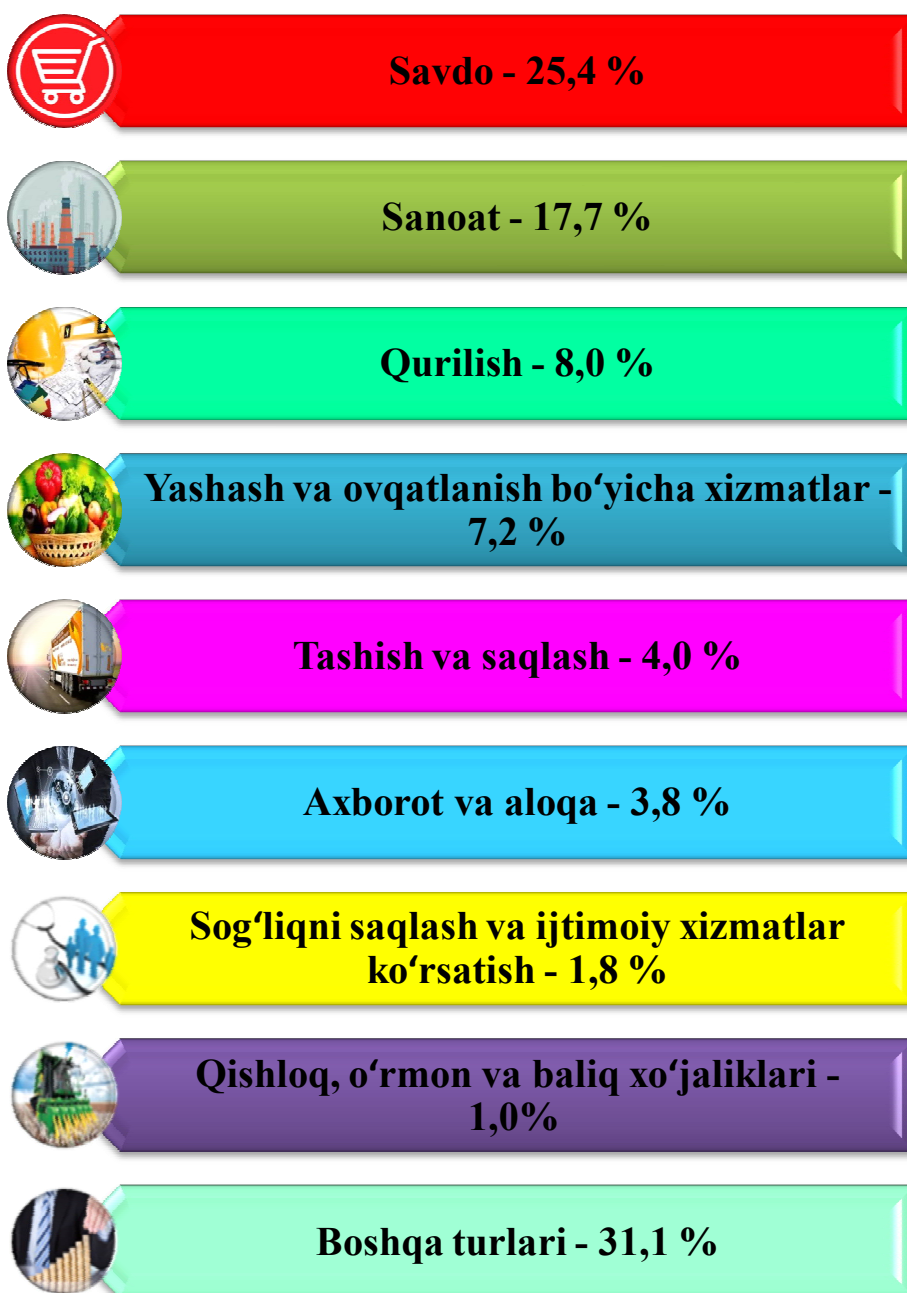 Savdo - 25,4 %
Sanoat - 17,7 %
Qurilish - 8,0 %
Yashash va ovqatlanish bo‘yicha xizmatlar -
7,2 %
Tashish va saqlash - 4,0 %
Axborot va aloqa - 3,8 %
Sog‘liqni saqlash va ijtimoiy xizmatlar
ko‘rsatish - 1,8 %
Qishloq, o‘rmon va baliq xo‘jaliklari -
1,0%
Boshqa turlari - 31,1 %